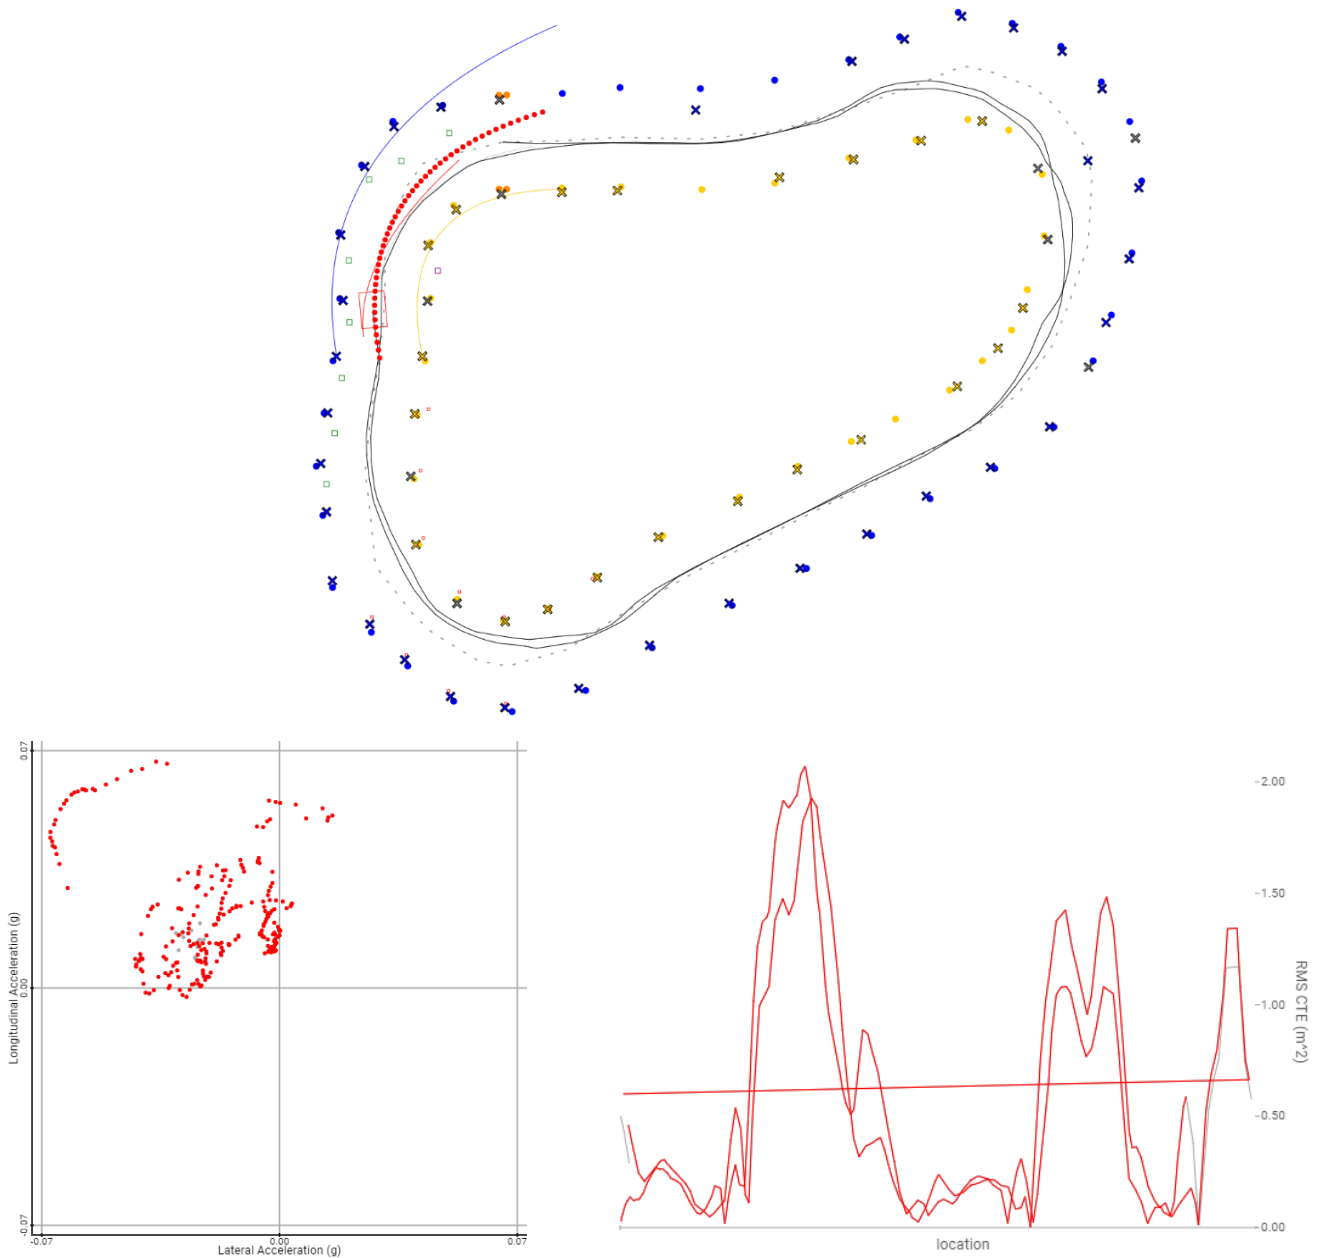 0.07
0.00
-0.07
Longitudinal Acceleration (g)
-0.07
0.00
0.07
Lateral Acceleration (g)
2.00
1.50
1.00
0.50
0.00
RMS CTE (m^2)
location